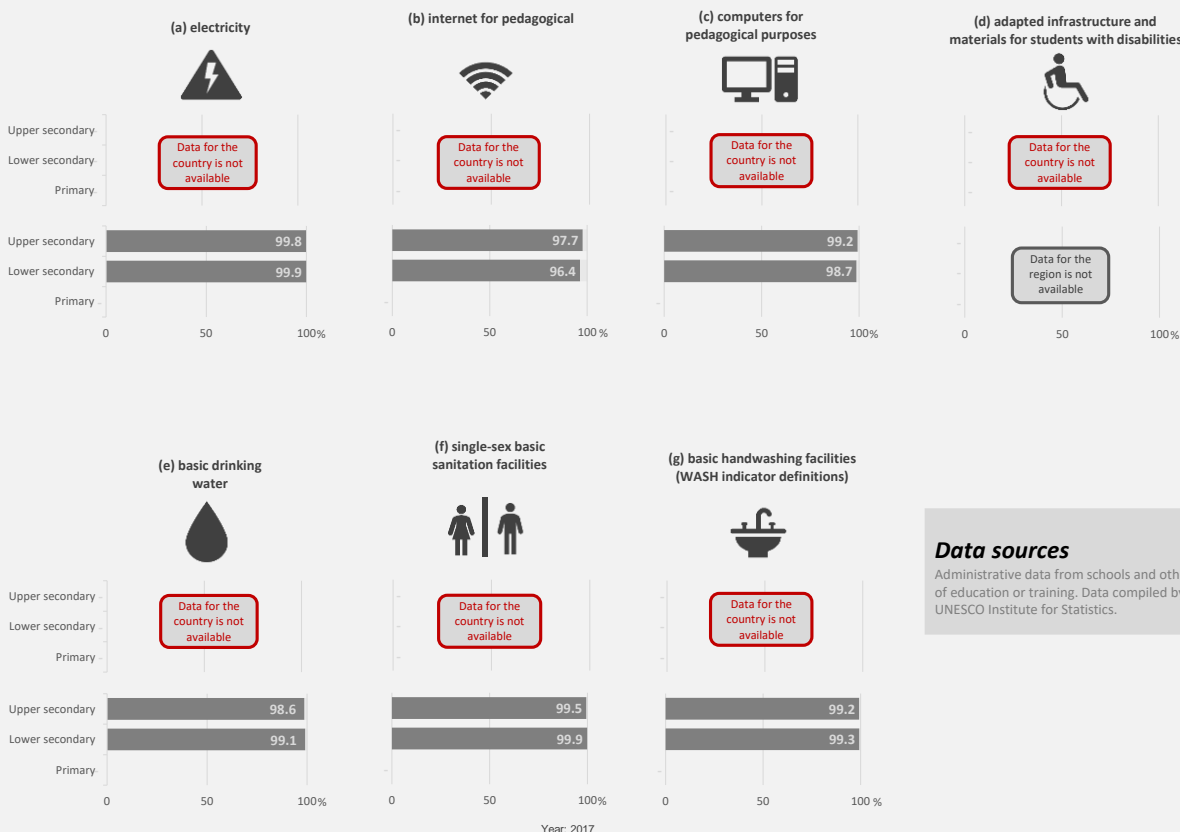 (a) electricity
(b) internet for pedagogical
(c) computers for
pedagogical purposes
(d) adapted infrastructure and
materials for students with disabilities
Upper secondary
Lower secondary
Primary
Data for the
country is not
available
Data for the
country is not
available
Data for the
country is not
available
Data for the
country is not
available
Upper secondary
Lower secondary
Primary
99.8
99.9
97.7
96.4
99.2
98.7
Data for the
region is not
available
0 50 100%
0 50 100%
0 50 100%
0 50 100%
(e) basic drinking
water
(f) single-sex basic
sanitation facilities
(g) basic handwashing facilities
(WASH indicator definitions)
Upper secondary
Lower secondary
Primary
Data for the
country is not
available
Data for the
country is not
available
Data for the
country is not
available
Data sources
Administrative data from schools and oth
of education or training. Data compiled by
UNESCO Institute for Statistics.
Upper secondary
Lower secondary
Primary
98.6
99.1
99.5
99.9
99.2
99.3
0 50 100%
0 50 100%
0 50 100 %
Year: 2017